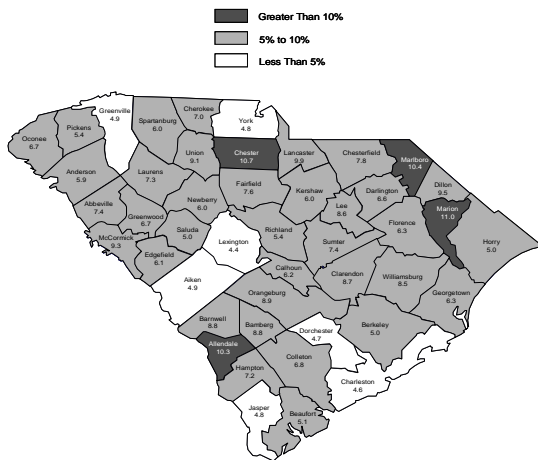 Greater Than 10%
5% to 10%
Less Than 5%
Greenville
4.9
Cherokee
7.0
York
4.8
Spartanburg
6.0
Pickens
5.4
Oconee
6.7
Union
9.1
Chester
10.7
Lancaster
9.9
Chesterfield
7.8
Marlboro
10.4
Anderson
5.9
Laurens
7.3
Fairfield
7.6
Kershaw
6.0
Darlington
6.6
Dillon
9.5
Marion
11.0
Abbeville
7.4
Greenwood
6.7
Newberry
6.0
Lee
8.6
Florence
6.3
McCormick
9.3
Saluda
5.0
Lexington
4.4
Richland
5.4
Sumter
7.4
Horry
5.0
Edgefield
6.1
Aiken
4.9
Calhoun
6.2
Clarendon
8.7
Williamsburg
8.5
Orangeburg
8.9
Georgetown
6.3
Barnwell
8.8
Bamberg
8.8
Dorchester
4.7
Berkeley
5.0
Allendale
10.3
Colleton
6.8
Hampton
7.2
Charleston
4.6
Jasper
4.8
Beaufort
5.1